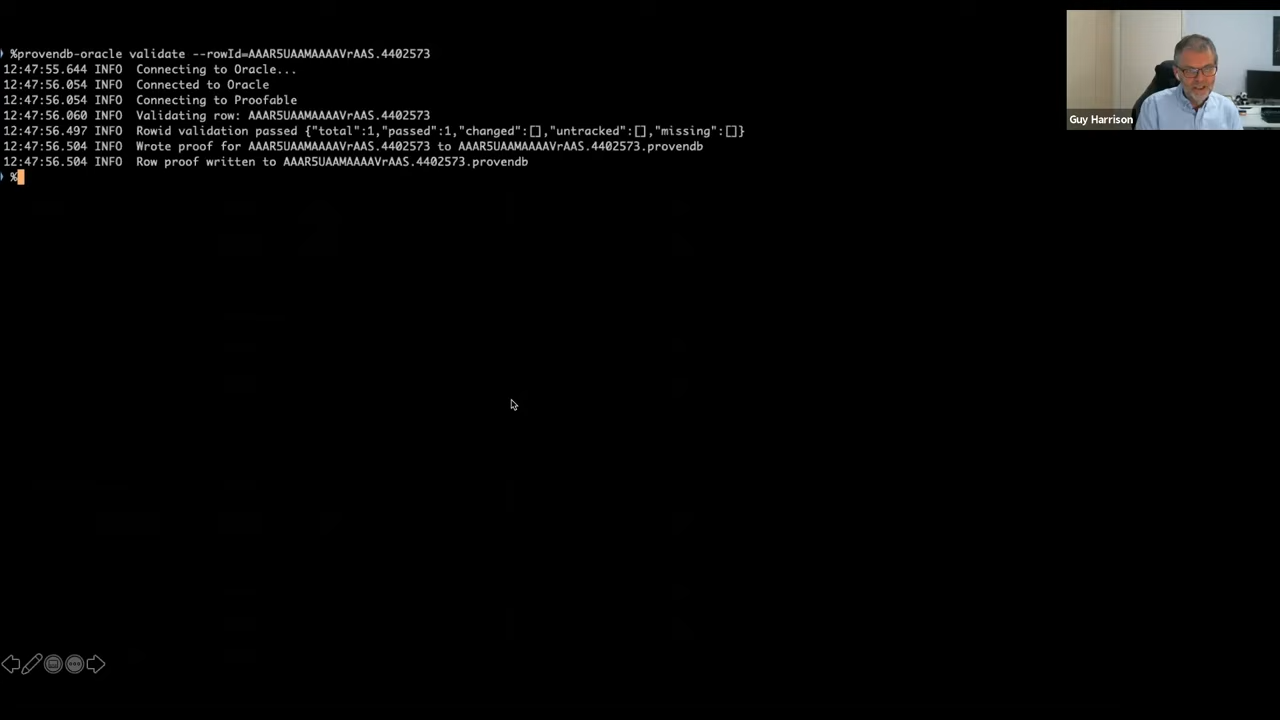 %provendb-oracle validate --rowId=AAAR5UAAMAAAAVrAAS.4402573
12:47:55.644 INFO Connecting to Oracle...
12:47:56.054 INFO Connected to Oracle
12:47:56.054 INFO Connecting to Proofable
12:47:56.060 INFO Validating row: AAAR5UAAMAAAAVrAAS.4402573
12:47:56.497 INFO Rowid validation passed {"total":1,"passed":1,"changed":[],"untracked":[],"missing":[]}
12:47:56.504 INFO Wrote proof for AAAR5UAAMAAAAVrAAS.4402573 to AAAR5UAAMAAAAVrAAS.4402573.provendb
12:47:56.504 INFO Row proof written to AAAR5UAAMAAAAVrAAS.4402573.provendb
%
Guy Harrison